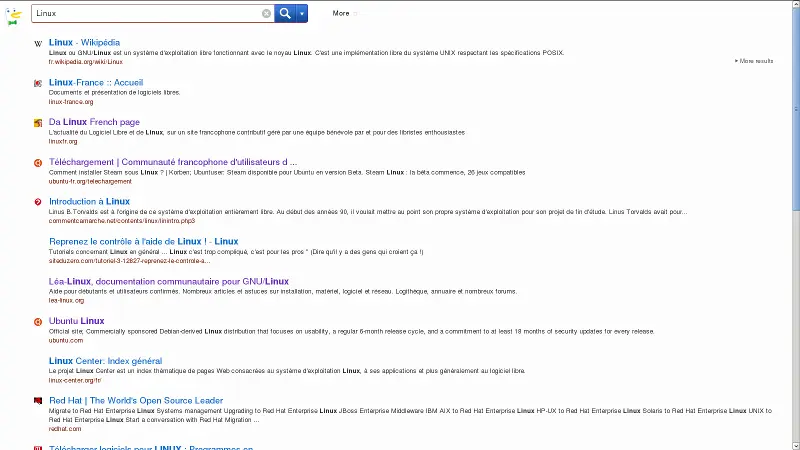 Linux
More
Linux - Wikipédia
Linux ou GNU/Linux est un système d'exploitation libre fonctionnant avec le noyau Linux. C'est une implémentation libre du système UNIX respectant les spécifications POSIX.
fr.wikipedia.org/wiki/Linux
More results
Linux-France :: Accueil
Documents et présentation de logiciels libres.
linux-france.org
Da Linux French page
L'actualité du Logiciel Libre et de Linux, sur un site francophone contributif géré par une équipe bénévole par et pour des libristes enthousiastes
linuxfr.org
Téléchargement | Communauté francophone d'utilisateurs d ...
Comment installer Steam sous Linux ? | Korben; Ubuntuser: Steam disponible pour Ubuntu en version Beta. Steam Linux : la béta commence, 26 jeux compatibles
ubuntu-fr.org/telechargement
Introduction à Linux
Linus B.Torvalds est à l'origine de ce système d'exploitation entièrement libre. Au début des années 90, il voulait mettre au point son propre système d'exploitation pour son projet de fin d'étude. Linus Torvalds avait pour...
commentcamarche.net/contents/linux/linintro.php3
Reprenez le contrôle à l'aide de Linux ! - Linux
Tutoriels concernant Linux en général ... Linux c'est trop compliqué, c'est pour les pros " (Dire qu'il y a des gens qui croient ça !)
siteduzero.com/tutoriel-3-12827-reprenez-le-controle-a...
Léa-Linux, documentation communautaire pour GNU/Linux
Aide pour débutants et utilisateurs confirmés. Nombreux articles et astuces sur installation, matériel, logiciel et réseau. Logithèque, annuaire et nombreux forums.
lea-linux.org
Ubuntu Linux
Official site; Commercially sponsored Debian-derived Linux distribution that focuses on usability, a regular 6-month release cycle, and a commitment to at least 18 months of security updates for every release.
ubuntu.com
Linux Center: Index général
Le projet Linux Center est un index thématique de pages Web consacrées au système d'exploitation Linux, à ses applications et plus généralement au logiciel libre.
linux-center.org/fr/
Red Hat | The World's Open Source Leader
Migrate to Red Hat Enterprise Linux Systems management Upgrading to Red Hat Enterprise Linux JBoss Enterprise Middleware IBM AIX to Red Hat Enterprise Linux HP-UX to Red Hat Enterprise Linux Solaris to Red Hat Enterprise Linux UNIX to
Red Hat Enterprise Linux Start a conversation with Red Hat Migration ...
redhat.com
Télécharger logiciels pour LINUX : Programmes en